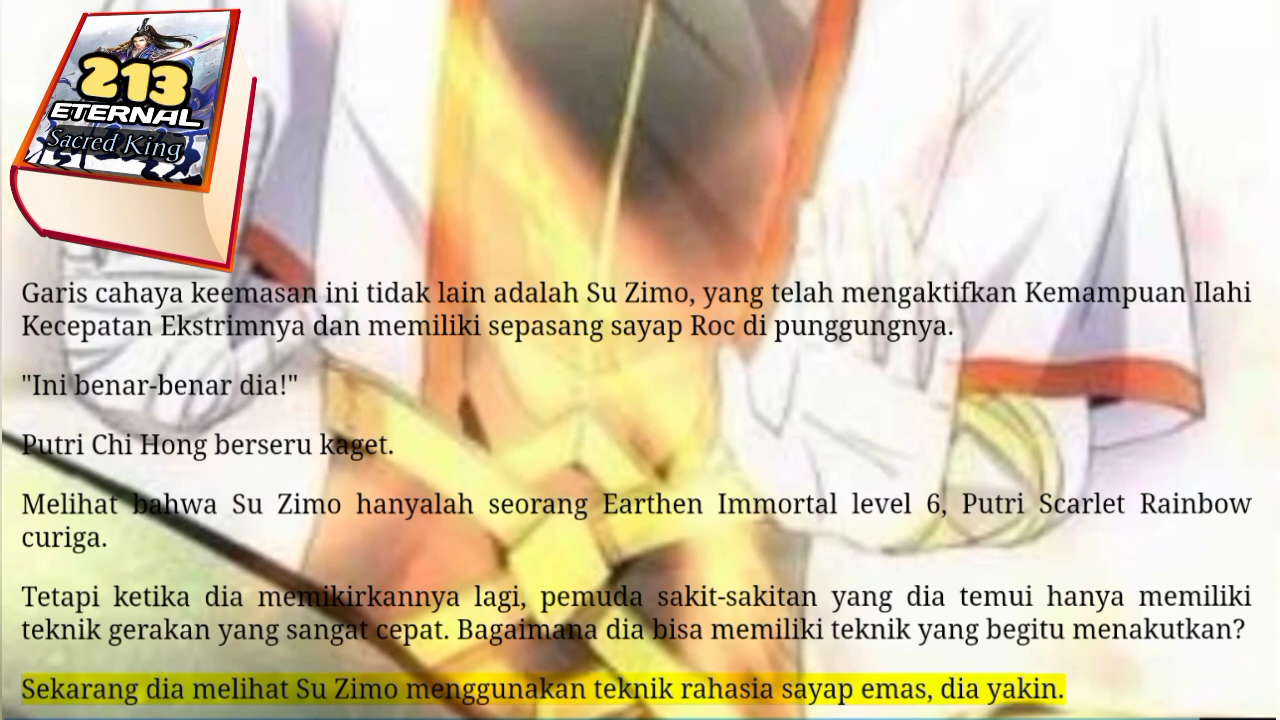 213
ETERNAL
Sacred King
Garis cahaya keemasan ini tidak lain adalah Su Zimo, yang telah mengaktifkan Kemampuan Ilahi
Kecepatan Ekstrimnya dan memiliki sepasang sayap Roc di punggungnya.
"Ini benar-benar dia!"
Putri Chi Hong berseru kaget.
Melihat bahwa Su Zimo hanyalah seorang Earthen Immortal level 6, Putri Scarlet Rainbow
curiga.
Tetapi ketika dia memikirkannya lagi, pemuda sakit-sakitan yang dia temui hanya memiliki
teknik gerakan yang sangat cepat. Bagaimana dia bisa memiliki teknik yang begitu menakutkan?
Sekarang dia melihat Su Zimo menggunakan teknik rahasia sayap emas, dia yakin.